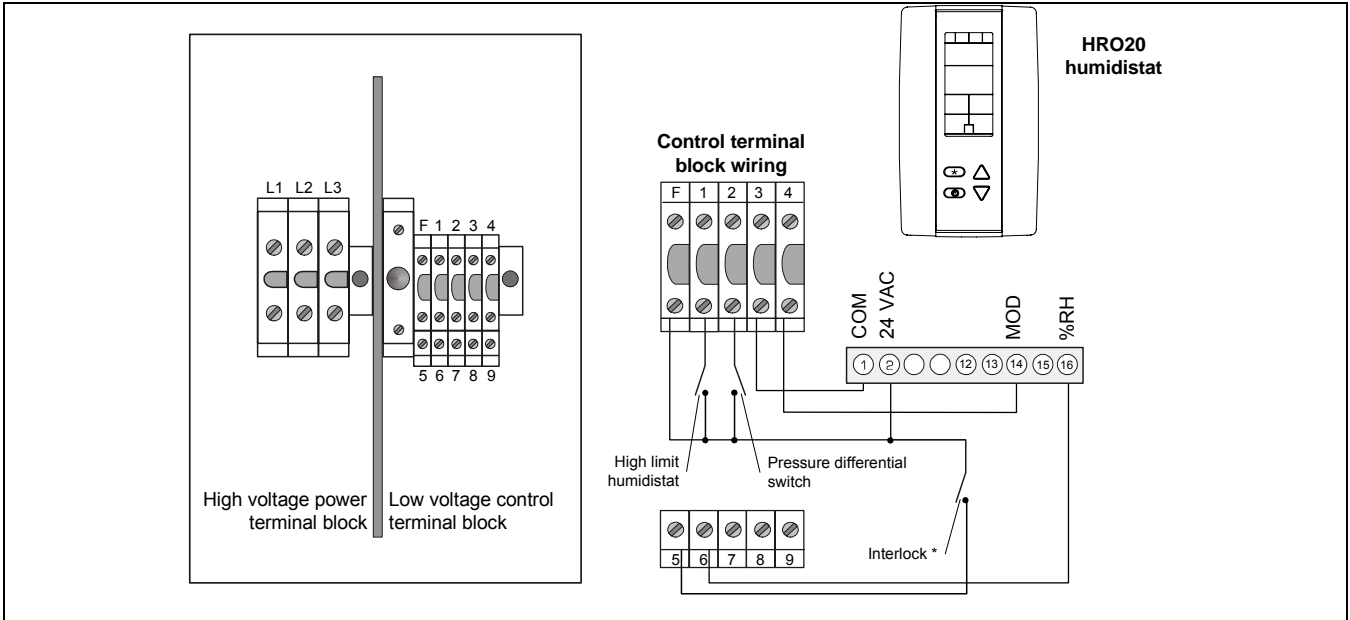 HRO20
humidistat
Control terminal
block wiring
L1 L2 L3
F 1 2 3 4
5 6 7 8 9
High voltage power
terminal block
Low voltage control
terminal block
F 1 2 3 4
COM
24 VAC
MOD
%RH
1 2 12 13 14 15 16
High limit
humidistat
Pressure differential
switch
Interlock *
5 6 7 8 9